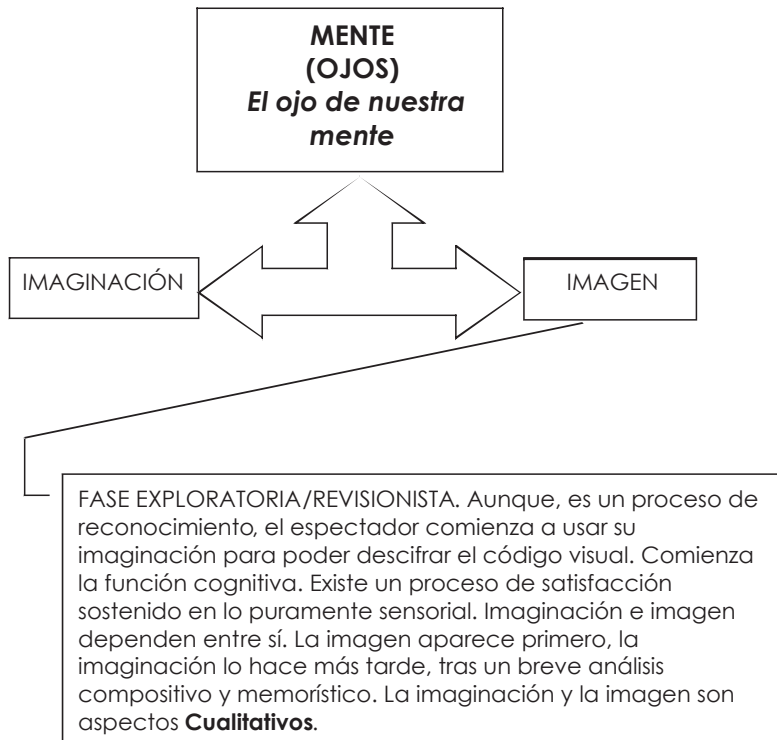 MENTE
(OJOS)
El ojo de nuestra
mente
IMAGINACIÓN
IMAGEN
FASE EXPLORATORIA/REVISIONISTA. Aunque, es un proceso de
reconocimiento, el espectador comienza a usar su
imaginación para poder descifrar el código visual. Comienza
la función cognitiva. Existe un proceso de satisfacción
sostenido en lo puramente sensorial. Imaginación e imagen
dependen entre sí. La imagen aparece primero, la
imaginación lo hace más tarde, tras un breve análisis
compositivo y memorístico. La imaginación y la imagen son
aspectos Cualitativos.